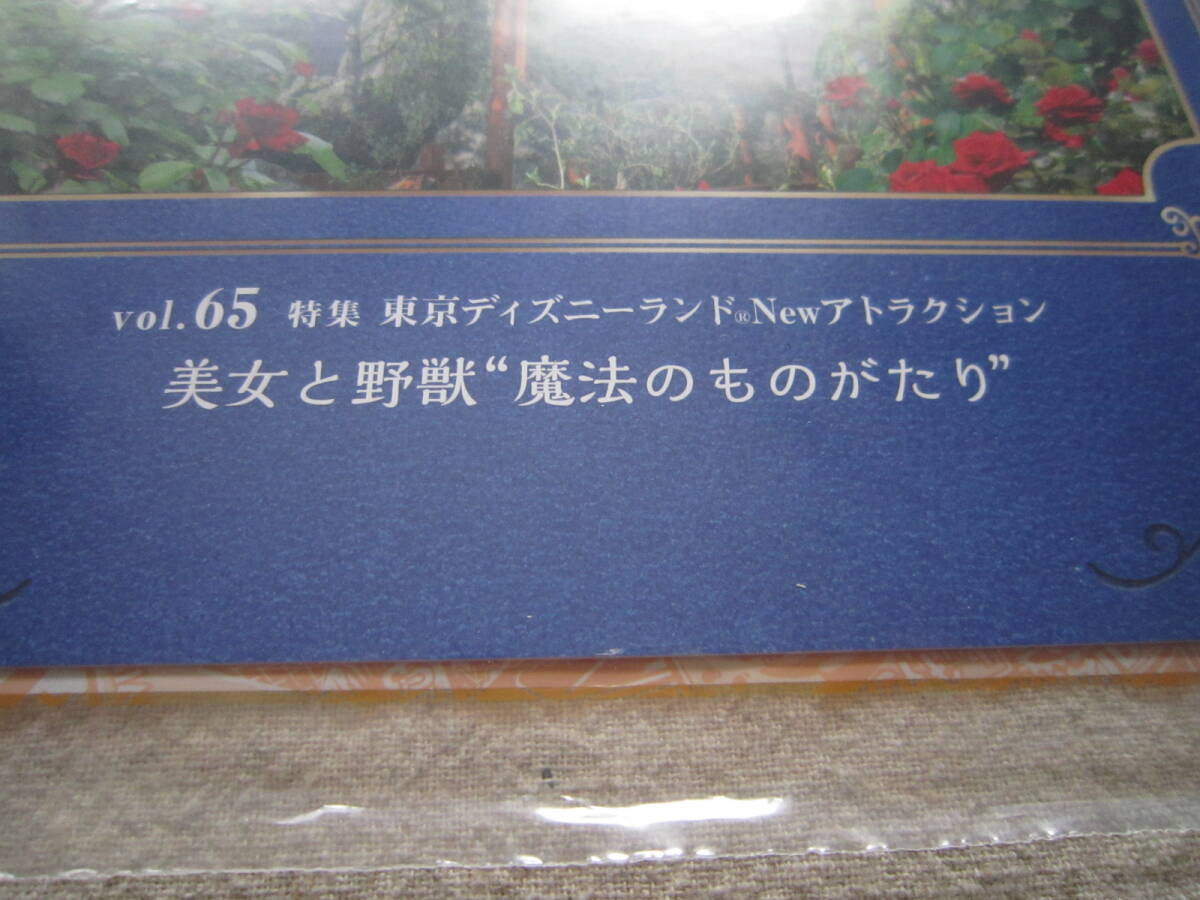 vol.65 特集 東京ディズニーランド®Newアトラクション
美女と野獣“魔法のものがたり”